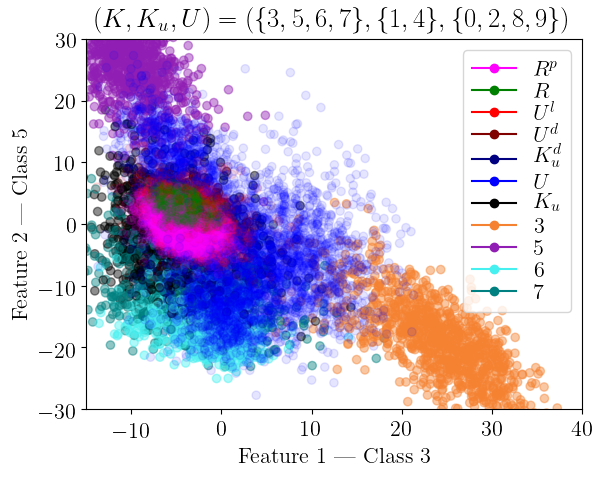 (K, K_u, U) = ({3, 5, 6, 7}, {1, 4}, {0, 2, 8, 9})
30
20
10
0
−10
−20
−30
Feature 2 — Class 5
R^p
R
U^l
U^d
K_u^d
U
K_u
3
5
6
7
−10
0
10
20
30
40
Feature 1 — Class 3